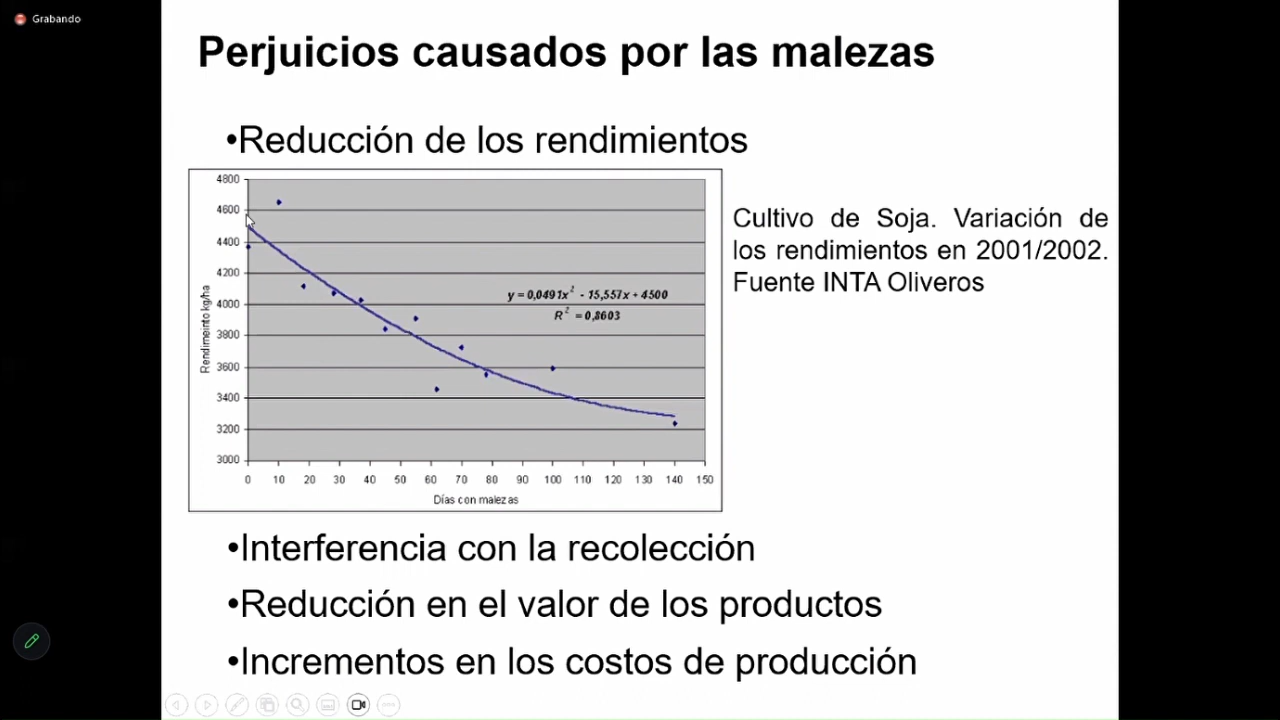 Grabando
Perjuicios causados por las malezas
•Reducción de los rendimientos
4800
4600
4400
4200
4000
3800
3600
3400
3200
3000
Rendimeinto kg/ha
y = 0,0491x² - 15,557x + 4500
R² = 0,8603
0 10 20 30 40 50 60 70 80 90 100 110 120 130 140 150
Días con malezas
Cultivo de Soja. Variación de
los rendimientos en 2001/2002.
Fuente INTA Oliveros
•Interferencia con la recolección
•Reducción en el valor de los productos
•Incrementos en los costos de producción